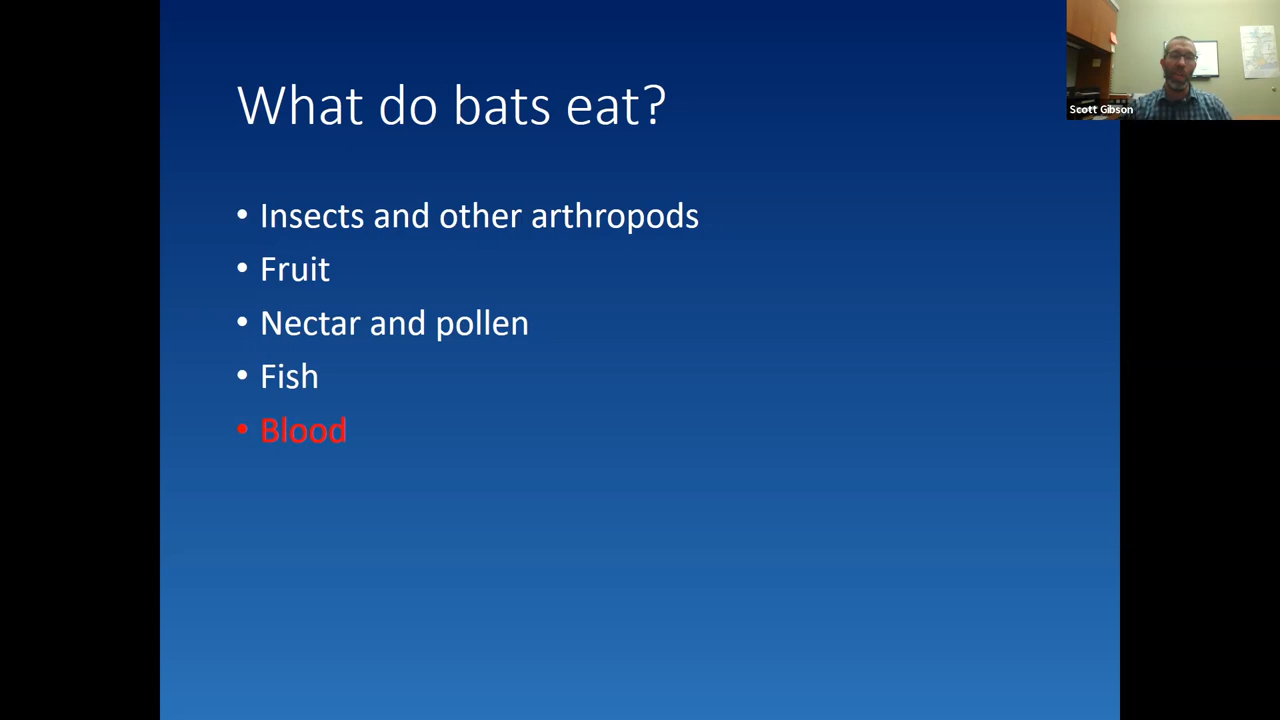 What do bats eat?
• Insects and other arthropods
• Fruit
• Nectar and pollen
• Fish
• Blood
Scott Gibson